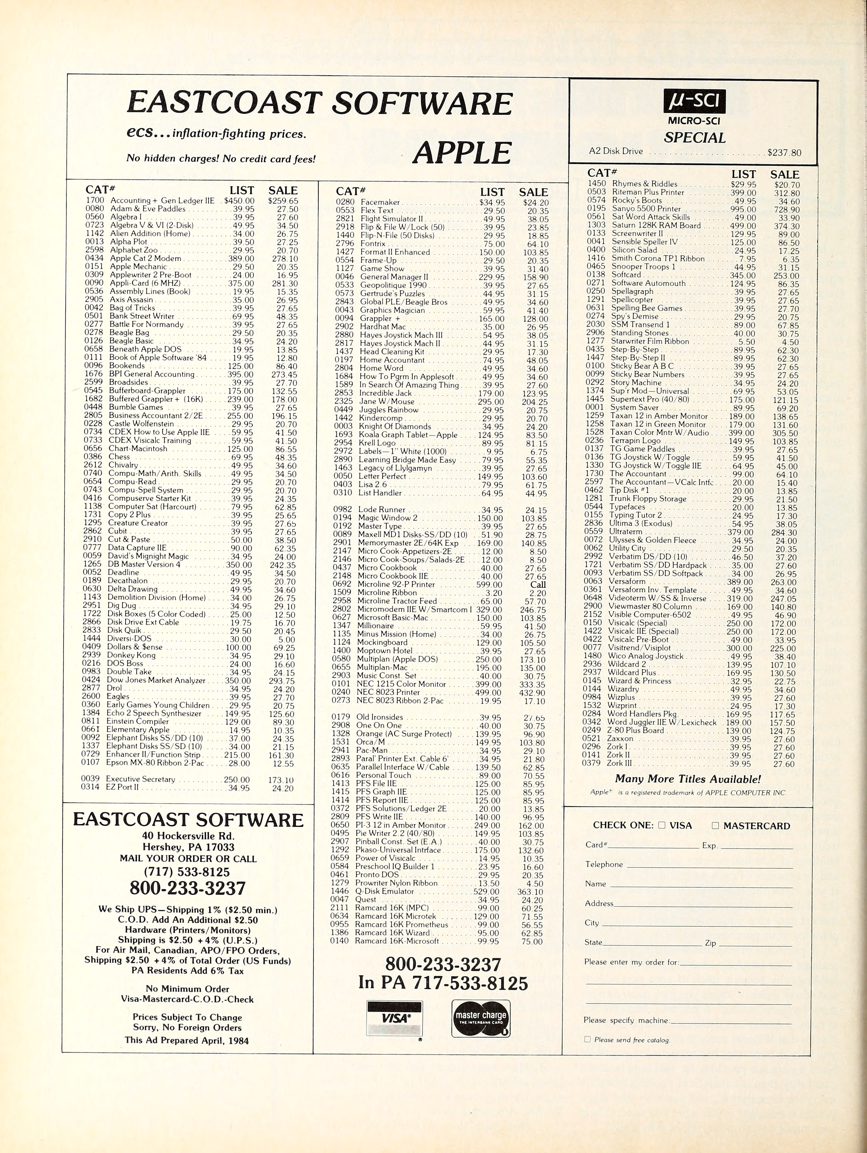 EASTCOAST SOFTWARE
ecs...inflation-fighting prices.
No hidden charges! No credit card fees!
APPLE
µ-SCI
MICRO-SCI
SPECIAL
A2 Disk Drive $237.80
CAT# LIST SALE
1700 Accounting+ Gen Ledger IIE $450.00 $259.65
0080 Adam & Eve Paddles 39.95 27.50
0560 Algebra I 39.95 27.60
0723 Algebra V & VI (2-Disk) 49.95 34.50
1142 Alien Addition (Home) 34.00 26.75
0013 Alpha Plot 39.50 27.25
2598 Alphabet Zoo 29.95 20.70
0434 Apple Cat 2 Modem 389.00 278.10
0151 Apple Mechanic 29.50 20.35
0309 Applewriter 2 Pre-Boot 24.00 16.95
0090 Appli-Card (6 MHZ) 375.00 281.30
0536 Assembly Lines (Book) 19.95 15.35
2905 Axis Assasin 35.00 26.95
0042 Bag of Tricks 39.95 27.65
0501 Bank Street Writer 69.95 48.35
0277 Battle For Normandy 39.95 27.65
0278 Beagle Bag 29.50 20.35
0126 Beagle Basic 34.95 24.20
0658 Beneath Apple DOS 19.95 13.85
0111 Book of Apple Software '84 19.95 12.80
0096 Bookends 125.00 86.40
1676 BPI General Accounting 395.00 273.45
2599 Broadsides 39.95 27.70
0545 Bufferboard-Grappler 175.00 132.55
1682 Buffered Grappler+ (16K) 239.00 178.00
0448 Bumble Games 39.95 27.65
2805 Business Accountant 2/2E 255.00 196.15
0228 Castle Wolfenstein 29.95 20.70
0734 CDEX How to Use Apple IIE 59.95 41.50
0733 CDEX Visicalc Training 59.95 41.50
0656 Chart-Macintosh 125.00 86.55
0386 Chess 69.95 48.35
2612 Chivalry 49.95 34.60
0740 Compu-Math/Arith. Skills 49.95 34.50
0654 Compu-Read 29.95 20.70
0743 Compu-Spell System 29.95 20.70
0416 Compuserve Starter Kit 39.95 24.35
1138 Computer Sat (Harcourt) 79.95 62.85
1731 Copy 2 Plus 39.95 25.65
1295 Creature Creator 39.95 27.65
2862 Cubit 39.95 27.65
2910 Cut & Paste 50.00 38.50
0777 Data Capture IIE 90.00 62.35
0059 David's Mignight Magic 34.95 24.00
1265 DB Master Version 4 350.00 242.35
0052 Deadline 49.95 34.50
0189 Decathalon 29.95 20.70
0630 Delta Drawing 49.95 34.60
1143 Demolition Division (Home) 34.00 26.75
2951 Dig Dug 34.95 29.10
1722 Disk Boxes (5 Color Coded) 25.00 12.50
2866 Disk Drive Ext Cable 19.75 16.70
2833 Disk Quik 29.50 20.45
1444 Diversi-DOS 30.00 5.00
0409 Dollars & $ense 100.00 69.25
2939 Donkey Kong 34.95 29.10
0216 DOS Boss 24.00 16.60
0983 Double Take 34.95 24.15
0424 Dow Jones Market Analyzer 350.00 293.75
2877 Drol 34.95 24.20
2600 Eagles 39.95 27.70
0360 Early Games Young Children 29.95 20.75
1384 Echo 2 Speech Synthesizer 149.95 125.60
0811 Einstein Compiler 129.00 89.30
0661 Elementary Apple 14.95 10.35
0092 Elephant Disks SS/DD (10) 37.00 24.35
1337 Elephant Disks SS/SD (10) 34.00 21.15
0729 Enhancer II/Function Strip 215.00 161.30
0107 Epson MX-80 Ribbon 2-Pac 28.00 12.55
0039 Executive Secretary 250.00 173.10
0314 EZ Port II 34.95 24.20
EASTCOAST SOFTWARE
40 Hockersville Rd.
Hershey, PA 17033
MAIL YOUR ORDER OR CALL
(717) 533-8125
800-233-3237
We Ship UPS—Shipping 1% ($2.50 min.)
C.O.D. Add An Additional $2.50
Hardware (Printers/Monitors)
Shipping is $2.50 +4% (U.P.S.)
For Air Mail, Canadian, APO/FPO Orders,
Shipping $2.50 +4% of Total Order (US Funds)
PA Residents Add 6% Tax
No Minimum Order
Visa-Mastercard-C.O.D.-Check
Prices Subject To Change
Sorry, No Foreign Orders
This Ad Prepared April, 1984
CAT# LIST SALE
0280 Facemaker $34.95 $24.20
0553 Flex Text 29.50 20.35
2821 Flight Simulator II 49.95 38.05
2918 Flip & File W/Lock (50) 39.95 23.85
1440 Flip-N-File (50 Disks) 29.95 18.85
2796 Fontrix 75.00 64.10
1427 Format II Enhanced 150.00 103.85
0554 Frame-Up 29.50 20.35
1127 Game Show 39.95 31.40
0046 General Manager II 229.95 158.90
0533 Geopolitique 1990 39.95 27.65
0573 Gertrude's Puzzles 44.95 31.15
2843 Global PLE/Beagle Bros 49.95 34.60
0043 Graphics Magician 59.95 41.40
0094 Grappler + 165.00 128.00
2902 Hardhat Mac 35.00 26.95
2880 Hayes Joystick Mach III 54.95 38.05
2817 Hayes Joystick Mach II 44.95 31.15
1437 Head Cleaning Kit 29.95 17.30
0197 Home Accountant 74.95 48.05
2804 Home Word 49.95 34.60
1684 How To Pgrm In Applesoft 49.95 34.60
1589 In Search Of Amazing Thing 39.95 27.60
2853 Incredible Jack 179.00 123.95
2325 Jane W/Mouse 295.00 204.25
0449 Juggles Rainbow 29.95 20.75
1442 Kindercomp 29.95 20.70
0003 Knight Of Diamonds 34.95 24.20
1693 Koala Graph Tablet—Apple 124.95 83.50
2954 Krell Logo 89.95 81.15
2972 Labels—1" White (1000) 9.95 6.75
2890 Learning Bridge Made Easy 79.95 55.35
1463 Legacy of Llylgamyn 39.95 27.65
0050 Letter Perfect 149.95 103.60
0403 Lisa 2.6 79.95 61.75
0310 List Handler 64.95 44.95
0982 Lode Runner 34.95 24.15
0194 Magic Window 2 150.00 103.85
0192 Master Type 39.95 27.65
0089 Maxell MD1 Disks-SS/DD (10) 51.90 28.75
2901 Memorymaster 2E/64K Exp 169.00 140.85
2147 Micro Cook-Appetizers-2E 12.00 8.50
2146 Micro Cook-Soups/Salads-2E 12.00 8.50
0437 Micro Cookbook 40.00 27.65
2148 Micro Cookbook IIE 40.00 27.65
0692 Microline 92-P Printer 599.00 Call
1509 Microline Ribbon 3.20 2.20
2958 Microline Tractor Feed 65.00 57.70
2802 Micromodem IIE W/Smartcom I 329.00 246.75
0627 Microsoft Basic-Mac 150.00 103.85
1347 Millionaire 59.95 41.50
1135 Minus Mission (Home) 34.00 26.75
1124 Mockingboard 129.00 105.50
1400 Moptown Hotel 39.95 27.65
0580 Multiplan (Apple DOS) 250.00 173.10
0655 Multiplan-Mac 195.00 135.00
2903 Music Const. Set 40.00 30.75
0101 NEC 1215 Color Monitor 399.00 333.35
0240 NEC 8023 Printer 499.00 432.90
0273 NEC 8023 Ribbon 2-Pac 19.95 17.10
0179 Old Ironsides 39.95 27.65
2908 One On One 40.00 30.75
1328 Orange (AC Surge Protect) 139.95 96.90
1531 Orca/M 149.95 103.80
2941 Pac-Man 34.95 29.10
2893 Paral' Printer Ext. Cable 6' 34.95 21.80
0635 Parallel Interface W/Cable 139.50 62.85
0616 Personal Touch 89.00 70.55
1413 PFS File IIE 125.00 85.95
1415 PFS Graph IIE 125.00 85.95
1414 PFS Report IIE 125.00 85.95
0372 PFS Solutions/Ledger 2E 20.00 13.85
2809 PFS Write IIE 140.00 96.95
0650 PI-3 12 in Amber Monitor 249.00 162.00
0495 Pie Writer 2.2 (40/80) 149.95 103.85
2907 Pinball Const. Set (E.A.) 40.00 30.75
1292 Pkaso-Universal Intrface 175.00 132.60
0659 Power of Visicalc 14.95 10.35
0584 Preschool IQ Builder 1 23.95 16.60
0461 Pronto DOS 29.95 20.35
1279 Prowriter Nylon Ribbon 13.50 4.50
1446 Q-Disk Emulator 529.00 363.10
0047 Quest 34.95 24.20
2111 Ramcard 16K (MPC) 99.00 60.25
0634 Ramcard 16K Microtek 129.00 71.55
0955 Ramcard 16K Prometheus 99.00 56.55
1386 Ramcard 16K Wizard 95.00 62.85
0140 Ramcard 16K-Microsoft 99.95 75.00
800-233-3237
In PA 717-533-8125
VISA®
master charge
THE INTERBANK CARD
CAT# LIST SALE
1450 Rhymes & Riddles $29.95 $20.70
0503 Riteman Plus Printer 399.00 312.80
0574 Rocky's Boots 49.95 34.60
0195 Sanyo 5500 Printer 995.00 728.90
0561 Sat Word Attack Skills 49.00 33.90
1303 Saturn 128K RAM Board 499.00 374.30
0133 Screenwriter II 129.95 89.00
0041 Sensible Speller IV 125.00 86.50
0400 Silicon Salad 24.95 17.25
1416 Smith Corona TP1 Ribbon 7.95 6.35
0465 Snooper Troops 1 44.95 31.15
0138 Softcard 345.00 253.00
0271 Software Automouth 124.95 86.35
0250 Spellagraph 39.95 27.65
1291 Spellicopter 39.95 27.65
0631 Spelling Bee Games 39.95 27.70
0274 Spy's Demise 29.95 20.75
2030 SSM Transend 1 89.00 67.85
2906 Standing Stones 40.00 30.75
1277 Starwriter Film Ribbon 5.50 4.50
0435 Step-By-Step 89.95 62.30
1447 Step-By-Step II 89.95 62.30
0100 Sticky Bear A B C 39.95 27.65
0099 Sticky Bear Numbers 39.95 27.65
0292 Story Machine 34.95 24.20
1374 Sup'r Mod—Universal 69.95 53.05
1445 Supertext Pro (40/80) 175.00 121.15
0001 System Saver 89.95 69.20
1259 Taxan 12 in Amber Monitor 189.00 138.65
1258 Taxan 12 in Green Monitor 179.00 131.60
1528 Taxan Color Mntr W/Audio 399.00 305.50
0236 Terrapin Logo 149.95 103.85
0137 TG Game Paddles 39.95 27.65
0136 TG Joystick W/Toggle 59.95 41.50
1330 TG Joystick W/Toggle IIE 64.95 45.00
1730 The Accountant 99.00 64.10
2597 The Accountant—VCalc Intfc 20.00 15.40
0462 Tip Disk #1 20.00 13.85
1281 Trunk Floppy Storage 29.95 21.50
0544 Typefaces 20.00 13.85
0155 Typing Tutor 2 24.95 17.30
2836 Ultima 3 (Exodus) 54.95 38.05
0559 Ultraterm 379.00 284.30
0072 Ulysses & Golden Fleece 34.95 24.00
0062 Utility City 29.50 20.35
2992 Verbatim DS/DD (10) 46.50 37.20
1721 Verbatim SS/DD Hardpack 35.00 27.60
0093 Verbatim SS/DD Softpack 34.00 26.95
0063 Versaform 389.00 263.00
0361 Versaform Inv. Template 49.95 34.60
0648 Videoterm W/SS & Inverse 319.00 247.05
2900 Viewmaster 80 Column 169.00 140.80
2152 Visible Computer-6502 49.95 46.90
0150 Visicalc (Special) 250.00 172.00
1422 Visicalc IIE (Special) 250.00 172.00
0422 Visicalc Pre-Boot 49.00 33.95
0077 Visitrend/Visiplot 300.00 225.00
1480 Wico Analog Joystick 49.95 38.40
2936 Wildcard 2 139.95 107.10
2937 Wildcard Plus 169.95 130.50
0145 Wizard & Princess 32.95 22.75
0144 Wizardry 49.95 34.60
0984 Wizplus 39.95 27.60
1532 Wizprint 24.95 17.30
0284 Word Handlers Pkg 169.95 117.65
0342 Word Juggler IIE W/Lexicheck 189.00 157.50
0249 Z-80 Plus Board 139.00 124.75
0521 Zaxxon 39.95 27.60
0296 Zork I 39.95 27.60
0141 Zork II 39.95 27.60
0379 Zork III 39.95 27.60
Many More Titles Available!
Apple® is a registered trademark of APPLE COMPUTER INC
CHECK ONE: □ VISA □ MASTERCARD
Card# Exp.
Telephone
Name
Address
City
State Zip
Please enter my order for:
Please specify machine:
□ Please send free catalog